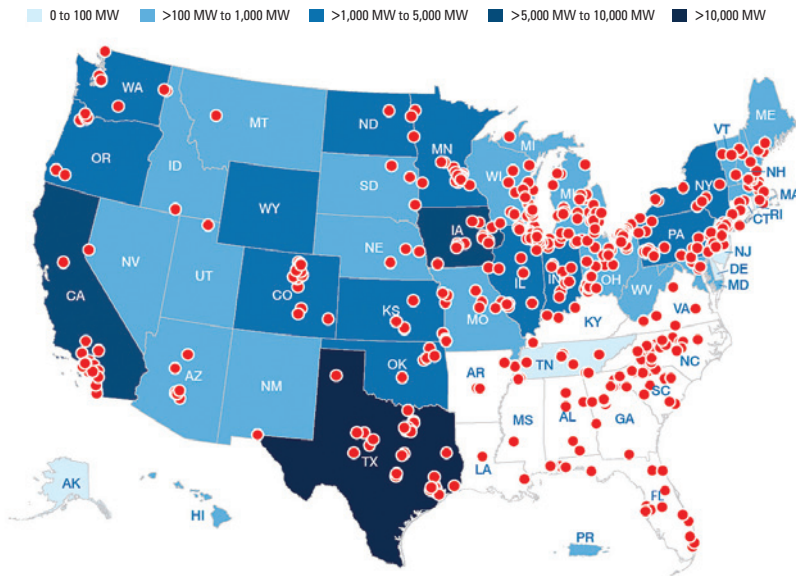 0 to 100 MW >100 MW to 1,000 MW >1,000 MW to 5,000 MW >5,000 MW to 10,000 MW >10,000 MW
WA
MT
ND
MN
VT
ME
OR
ID
SD
WI
MI
NH
NY
MA
WY
MI
CT
RI
IA
PA
NE
NJ
NV
UT
IL
IN
OH
DE
CA
CO
WV
MD
KS
MO
KY
VA
AZ
NM
OK
TN
NC
AR
SC
MS
AL
GA
TX
LA
AK
FL
HI
PR